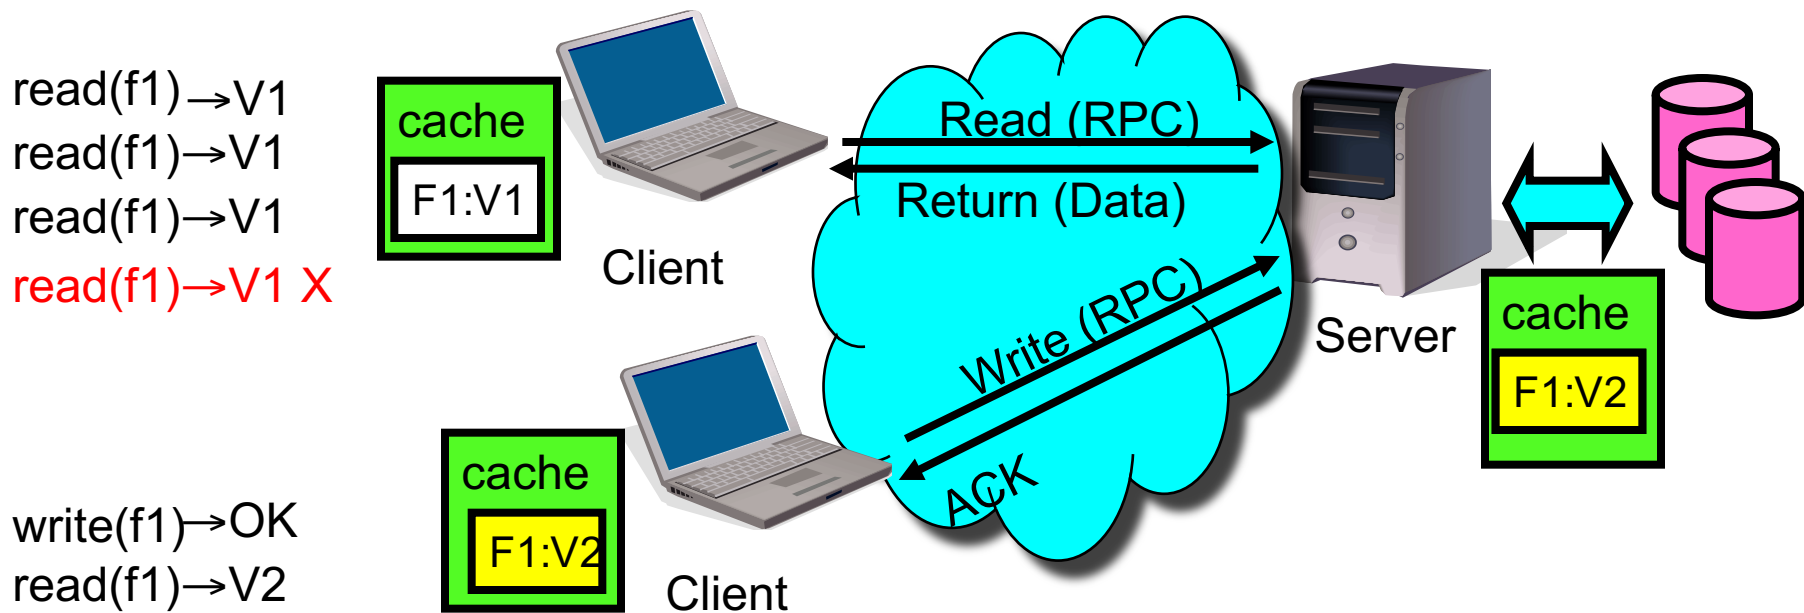 read(f1)→V1
read(f1)→V1
read(f1)→V1
read(f1)→V1 X
cache
F1:V1
Client
Read (RPC)
Return (Data)
Write (RPC)
ACK
Server
cache
F1:V2
write(f1)→OK
read(f1)→V2
cache
F1:V2
Client